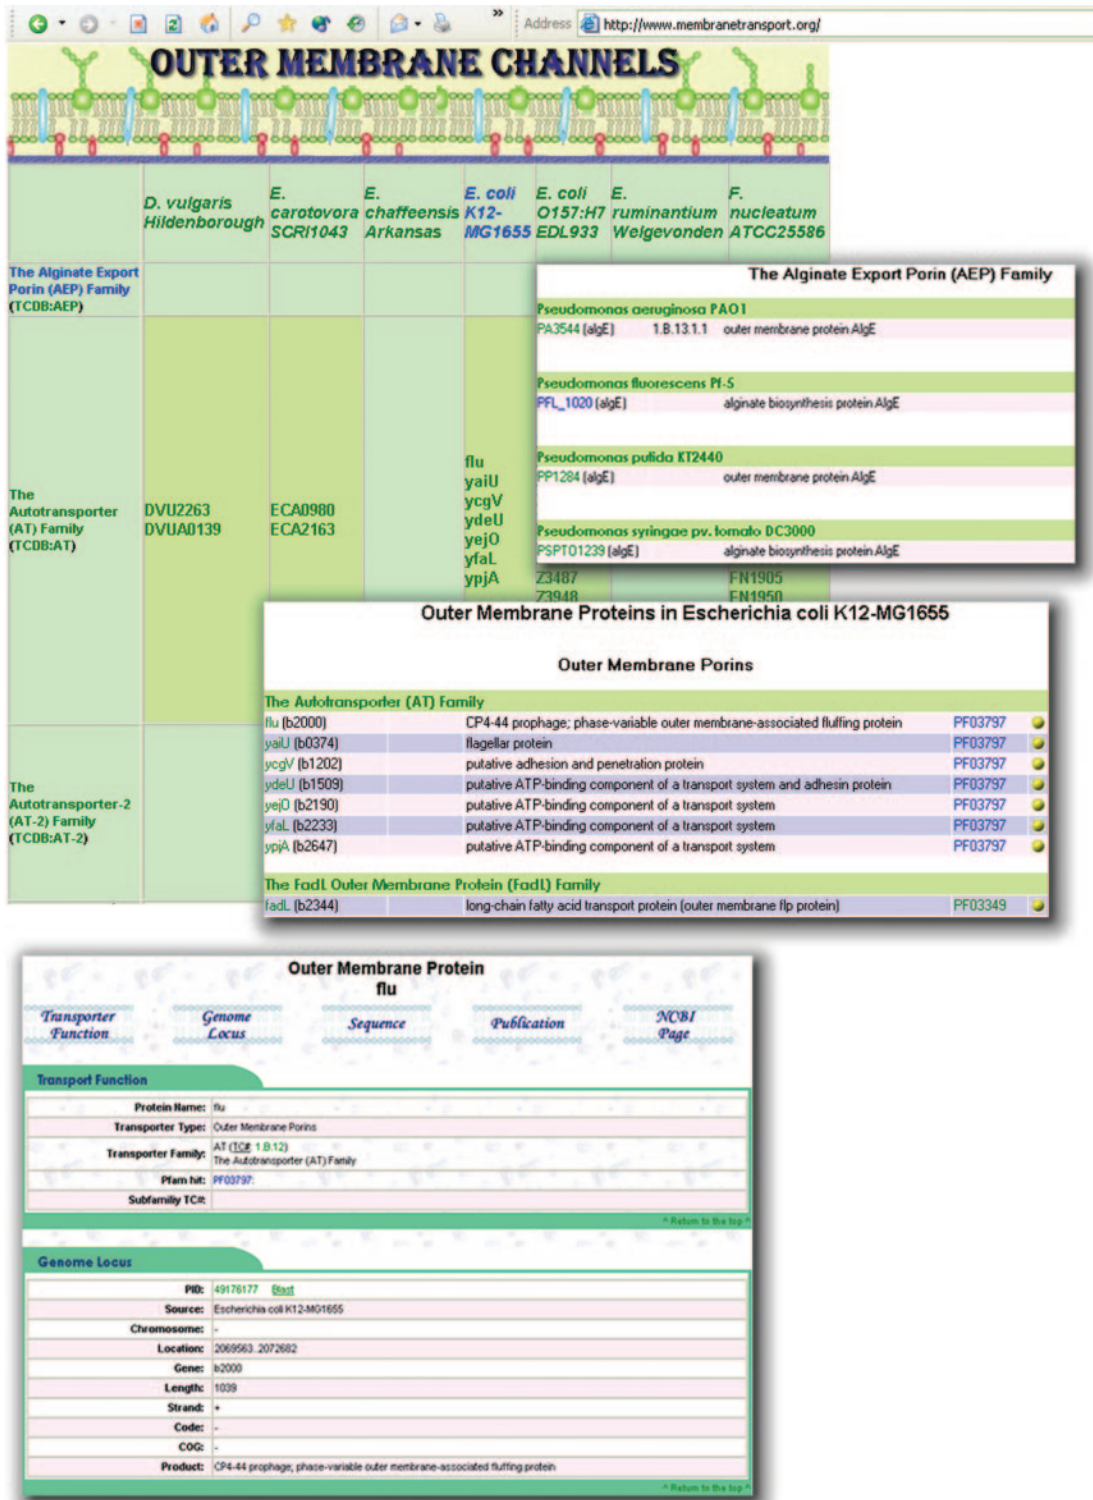 Address http://www.membranetransport.org/
OUTER MEMBRANE CHANNELS
D. vulgaris Hildenborough
E. carotovora SCRI1043
E. chaffeensis Arkansas
E. coli K12-MG1655
E. coli O157:H7 EDL933
E. ruminantium Welgevonden
F. nucleatum ATCC25586
The Alginate Export
Porin (AEP) Family
(TCDB:AEP)
The Alginate Export Porin (AEP) Family
Pseudomonas aeruginosa PAO1
PA3544 (algE) 1.B.13.1.1 outer membrane protein AlgE
Pseudomonas fluorescens Pf-5
PFL_1020 (algE) alginate biosynthesis protein AlgE
Pseudomonas putida KT2440
PP1284 (algE) outer membrane protein AlgE
Pseudomonas syringae pv. tomato DC3000
PSPTO1239 (algE) alginate biosynthesis protein AlgE
The
Autotransporter
(AT) Family
(TCDB:AT)
DVU2263
DVUA0139
ECA0980
ECA2163
flu
yaiU
ycgV
ydeU
yejO
yfaL
ypjA
Z3487
Z3948
FN1905
FN1950
The
Autotransporter-2
(AT-2) Family
(TCDB:AT-2)
Outer Membrane Proteins in Escherichia coli K12-MG1655
Outer Membrane Porins
The Autotransporter (AT) Family
flu (b2000) CP4-44 prophage; phase-variable outer membrane-associated fluffing protein PF03797
yaiU (b0374) flagellar protein PF03797
ycgV (b1202) putative adhesion and penetration protein PF03797
ydeU (b1509) putative ATP-binding component of a transport system and adhesin protein PF03797
yejO (b2190) putative ATP-binding component of a transport system PF03797
yfaL (b2233) putative ATP-binding component of a transport system PF03797
ypjA (b2647) putative ATP-binding component of a transport system PF03797
The FadL Outer Membrane Protein (FadL) Family
fadL (b2344) long-chain fatty acid transport protein (outer membrane flp protein) PF03349
Outer Membrane Protein
flu
Transporter Function
Genome Locus
Sequence
Publication
NCBI Page
Transport Function
Protein Name: flu
Transporter Type: Outer Membrane Porins
Transporter Family: AT (TC#: 1.B.12)
The Autotransporter (AT) Family
Pfam hit: PF03797:
Subfamiliy TC#:
^ Return to the top ^
Genome Locus
PID: 49176177 Blast
Source: Escherichia coli K12-MG1655
Chromosome: -
Location: 2069563..2072682
Gene: b2000
Length: 1039
Strand: +
Code: -
COG: -
Product: CP4-44 prophage; phase-variable outer membrane-associated fluffing protein
^ Return to the top ^